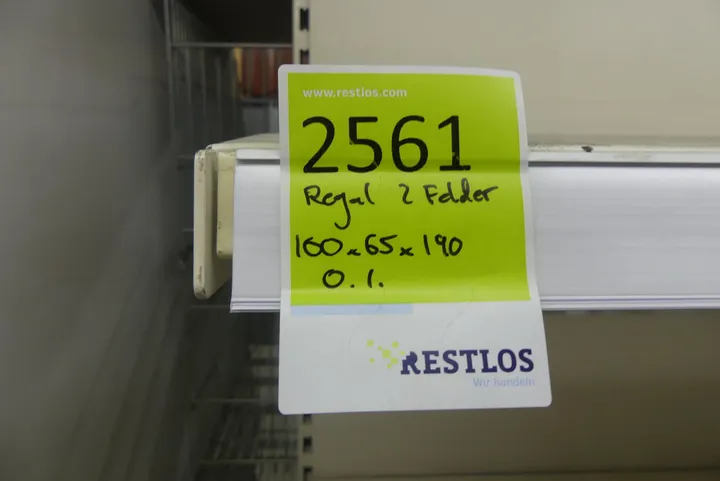 www.restlos.com
2561
Regal 2 Felder
100x65x190
O. I.
RESTLOS
Wir handeln